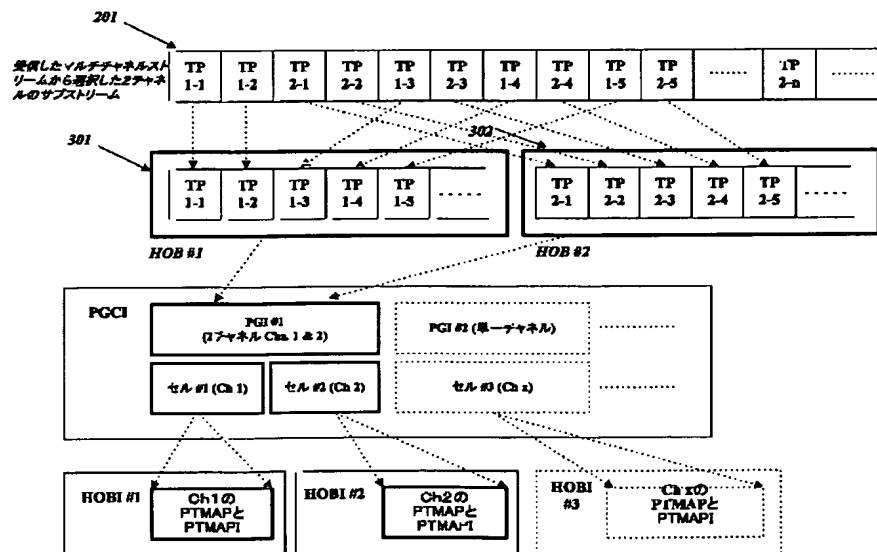 201
受信したマルチチャネルスト
リームから選択した2チャネ
ルのサブストリーム
TP 1-1 TP 1-2 TP 2-1 TP 2-2 TP 1-3 TP 2-3 TP 1-4 TP 2-4 TP 1-5 TP 2-5 ...... TP 2-n ......
301
302
TP 1-1 TP 1-2 TP 1-3 TP 1-4 TP 1-5 ......
TP 2-1 TP 2-2 TP 2-3 TP 2-4 TP 2-5 ......
HOB #1
HOB #2
PGCI
PGI #1
(2チャネル Chn. 1 & 2)
PGI #2 (単一チャネル)
セル #1 (Ch 1)
セル #2 (Ch 2)
セル #3 (Ch x)
HOBI #1
Ch1の
PTMAPと
PTMAPI
HOBI #2
Ch2の
PTMAPと
PTMAPI
HOBI
#3
Ch xの
PTMAPと
PTMAPI